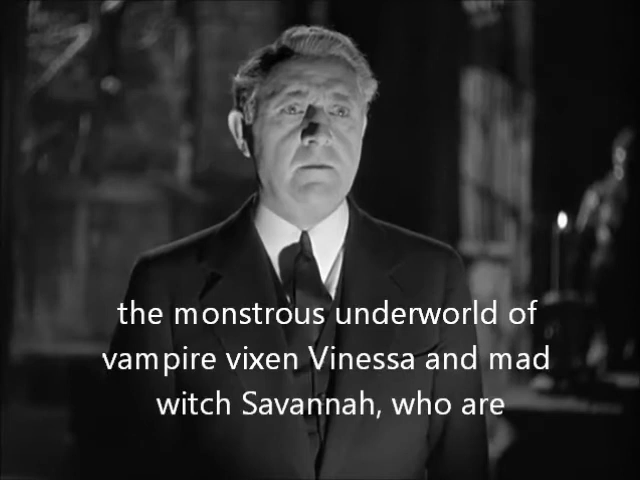 the monstrous underworld of
vampire vixen Vinessa and mad
witch Savannah, who are